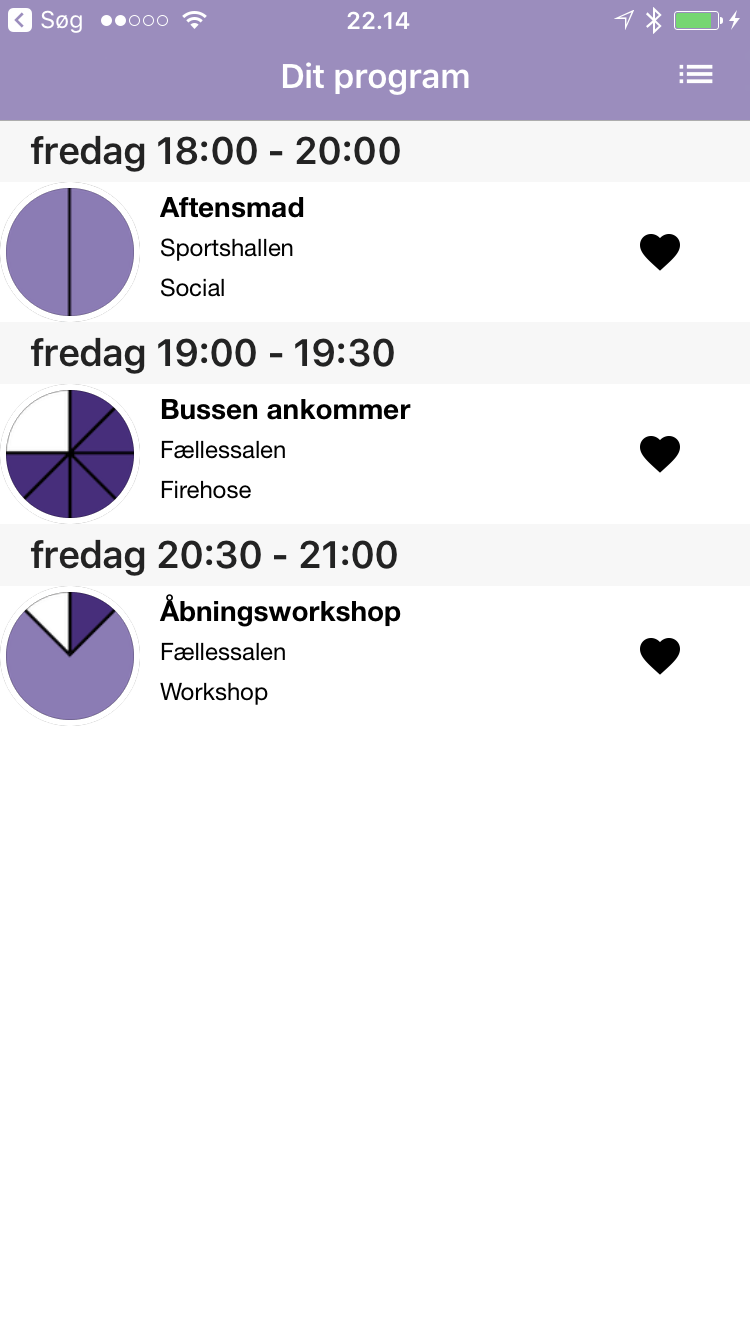 Søg 22.14
Dit program
fredag 18:00 - 20:00
Aftensmad
Sportshallen
Social
fredag 19:00 - 19:30
Bussen ankommer
Fællessalen
Firehose
fredag 20:30 - 21:00
Åbningsworkshop
Fællessalen
Workshop